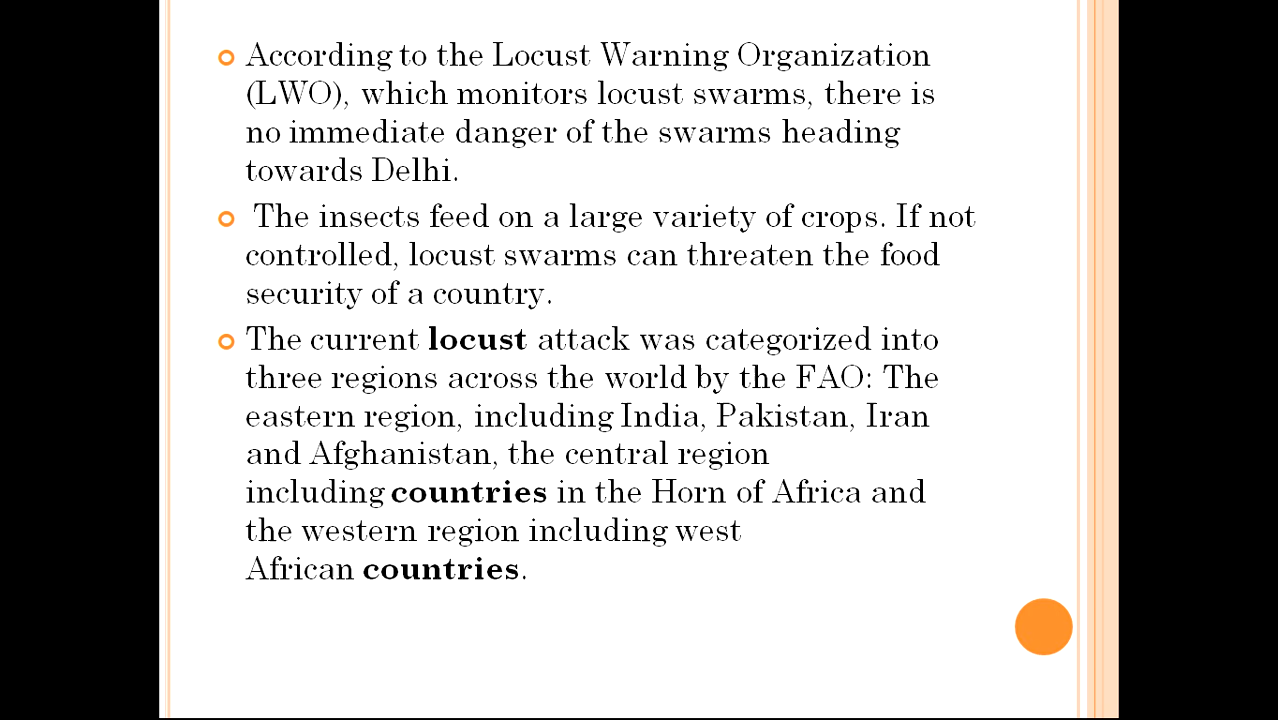 According to the Locust Warning Organization
(LWO), which monitors locust swarms, there is
no immediate danger of the swarms heading
towards Delhi.
The insects feed on a large variety of crops. If not
controlled, locust swarms can threaten the food
security of a country.
The current locust attack was categorized into
three regions across the world by the FAO: The
eastern region, including India, Pakistan, Iran
and Afghanistan, the central region
including countries in the Horn of Africa and
the western region including west
African countries.